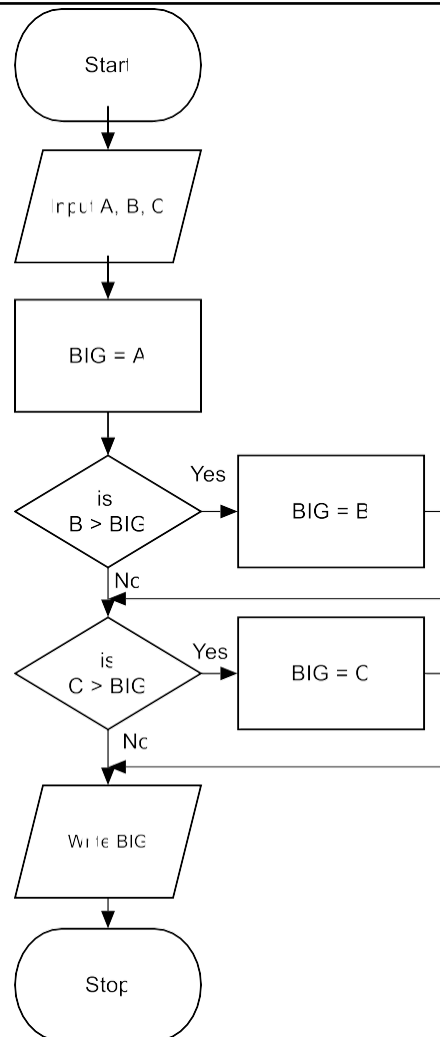 Start
Input A, B, C
BIG = A
is
B > BIG
Yes
BIG = B
No
is
C > BIG
Yes
BIG = C
No
Write BIG
Stop